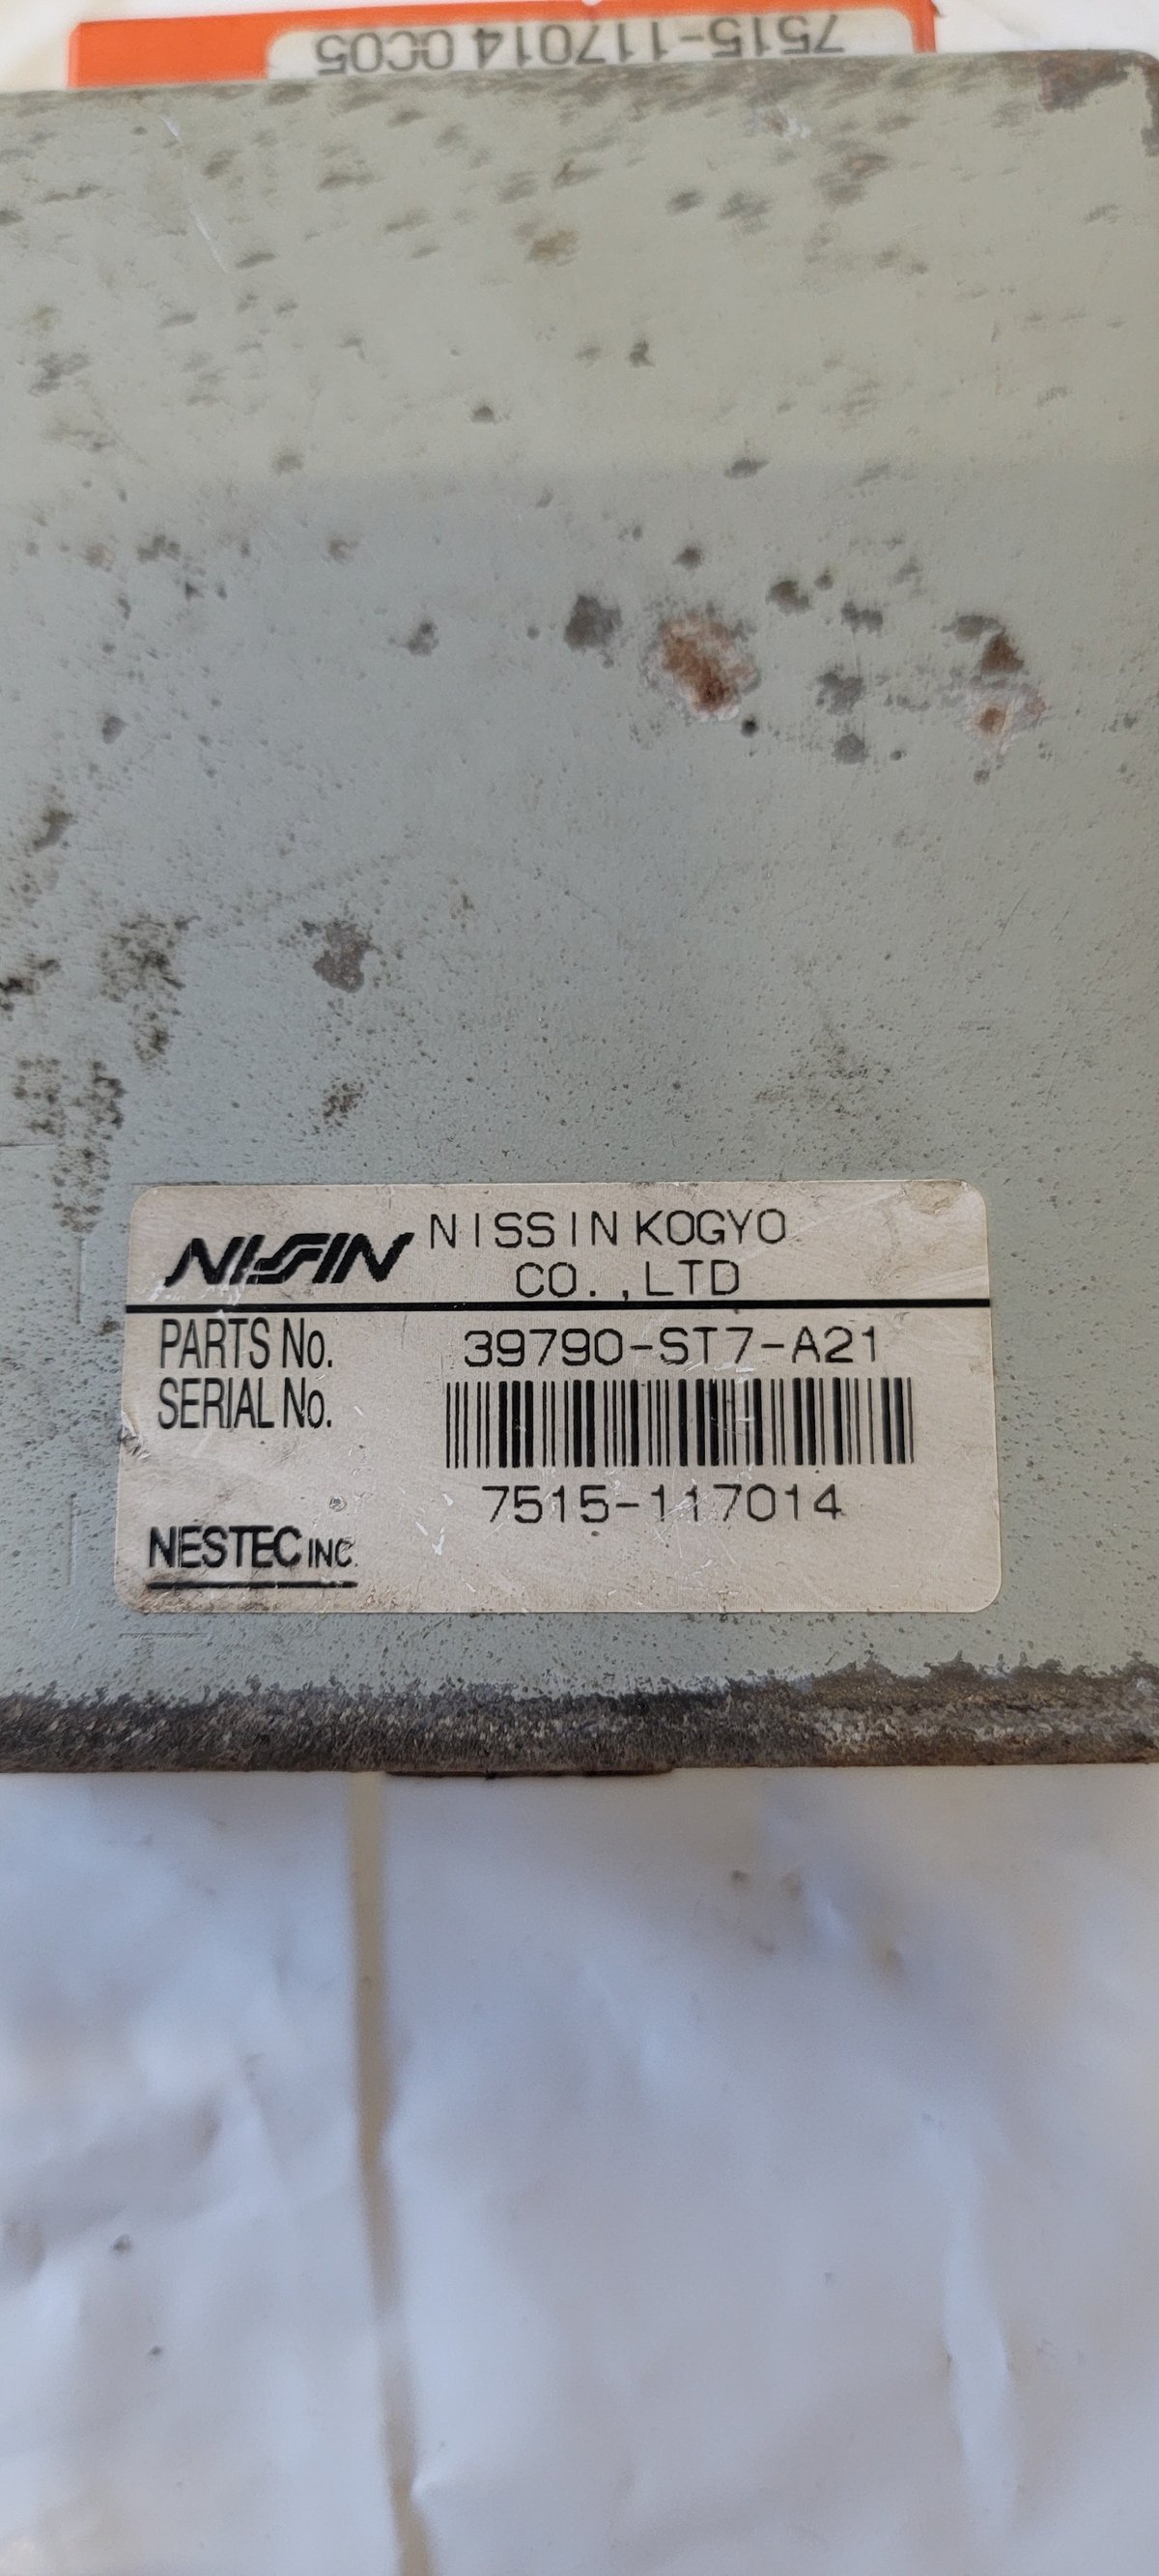 7515-117014 0C05
NISSIN NISSIN KOGYO
CO.,LTD
PARTS No. 39790-ST7-A21
SERIAL No.
7515-117014
NESTEC INC.